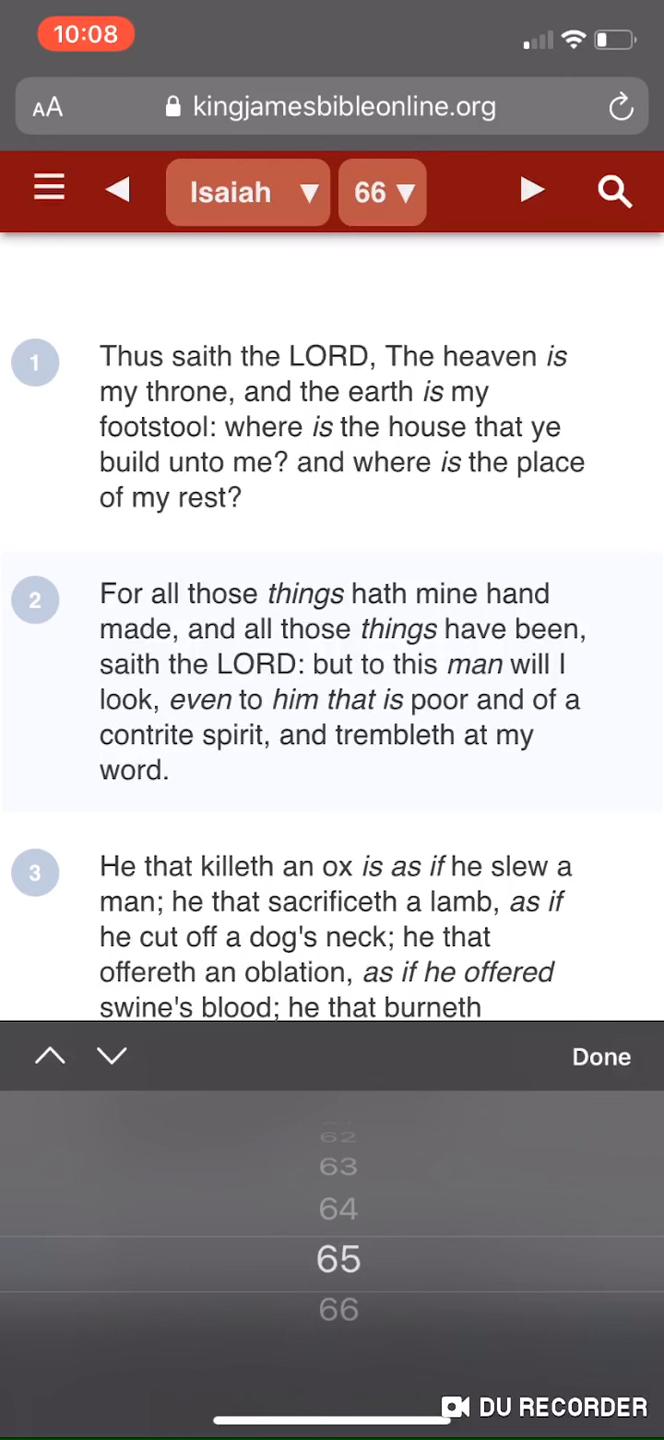 10:08
AA kingjamesbibleonline.org
Isaiah ▼ 66 ▼
1 Thus saith the LORD, The heaven is
my throne, and the earth is my
footstool: where is the house that ye
build unto me? and where is the place
of my rest?
2 For all those things hath mine hand
made, and all those things have been,
saith the LORD: but to this man will I
look, even to him that is poor and of a
contrite spirit, and trembleth at my
word.
3 He that killeth an ox is as if he slew a
man; he that sacrificeth a lamb, as if
he cut off a dog's neck; he that
offereth an oblation, as if he offered
swine's blood; he that burneth
Done
62
63
64
65
66
DU RECORDER